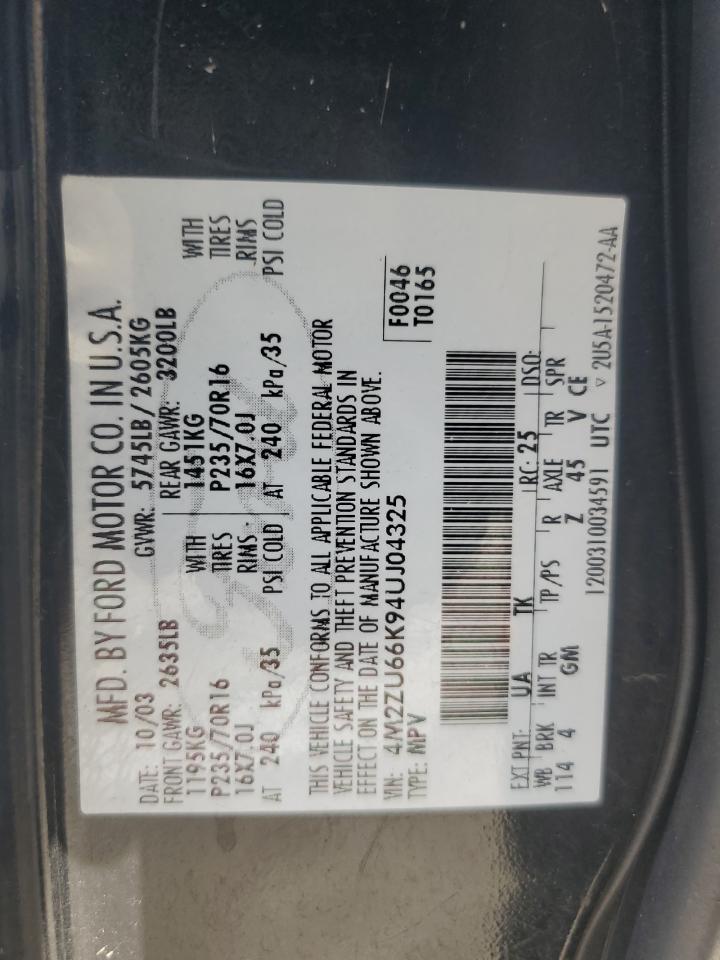 MFD. BY FORD MOTOR CO. IN U.S.A.
DATE: 10/03 GVWR: 5745LB/ 2605KG
FRONT GAWR: 2635LB REAR GAWR: 3200LB
1195KG WITH 1451KG WITH
P235/70R16 TIRES P235/70R16 TIRES
16X7.0J RIMS 16X7.0J RIMS
AT 240 kPa/35 PSI COLD AT 240 kPa/35 PSI COLD
THIS VEHICLE CONFORMS TO ALL APPLICABLE FEDERAL MOTOR
VEHICLE SAFETY AND THEFT PREVENTION STANDARDS IN
EFFECT ON THE DATE OF MANUFACTURE SHOWN ABOVE.
VIN: 4M2ZU66K94UJ04325 F0046
TYPE: MPV T0165
EXT PNT: UA TK RC: 25 DSO:
WB BRK INT TR TP/PS R AXLE TR SPR
114 4 GM Z 45 V CE
1200310034591 UTC ▽ 2U5A-1520472-AA